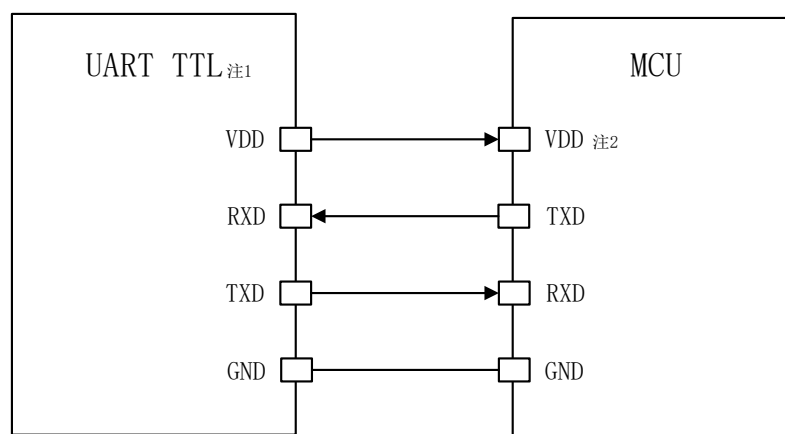 UART TTL注1
MCU
VDD
VDD 注2
RXD
TXD
TXD
RXD
GND
GND